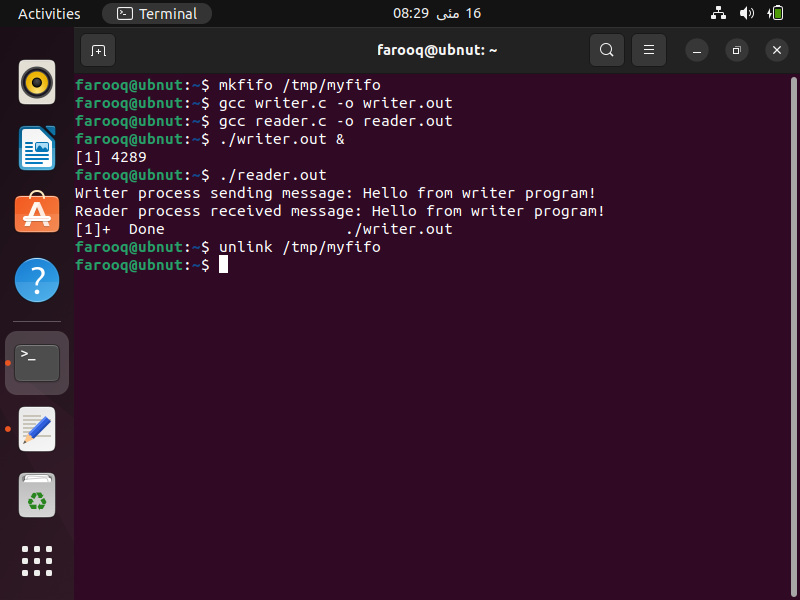 Activities
Terminal
16 مئی 08:29
farooq@ubnut: ~
farooq@ubnut:~$ mkfifo /tmp/myfifo
farooq@ubnut:~$ gcc writer.c -o writer.out
farooq@ubnut:~$ gcc reader.c -o reader.out
farooq@ubnut:~$ ./writer.out &
[1] 4289
farooq@ubnut:~$ ./reader.out
Writer process sending message: Hello from writer program!
Reader process received message: Hello from writer program!
[1]+  Done                    ./writer.out
farooq@ubnut:~$ unlink /tmp/myfifo
farooq@ubnut:~$